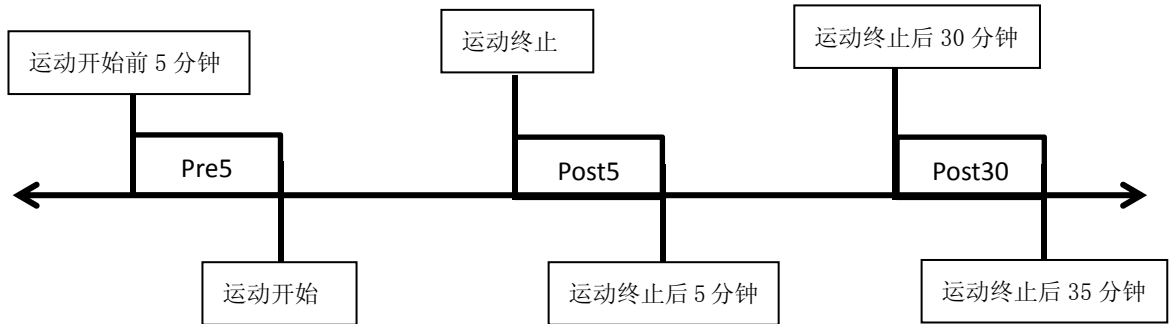 运动开始前 5 分钟
运动终止
运动终止后 30 分钟
Pre5
Post5
Post30
运动开始
运动终止后 5 分钟
运动终止后 35 分钟